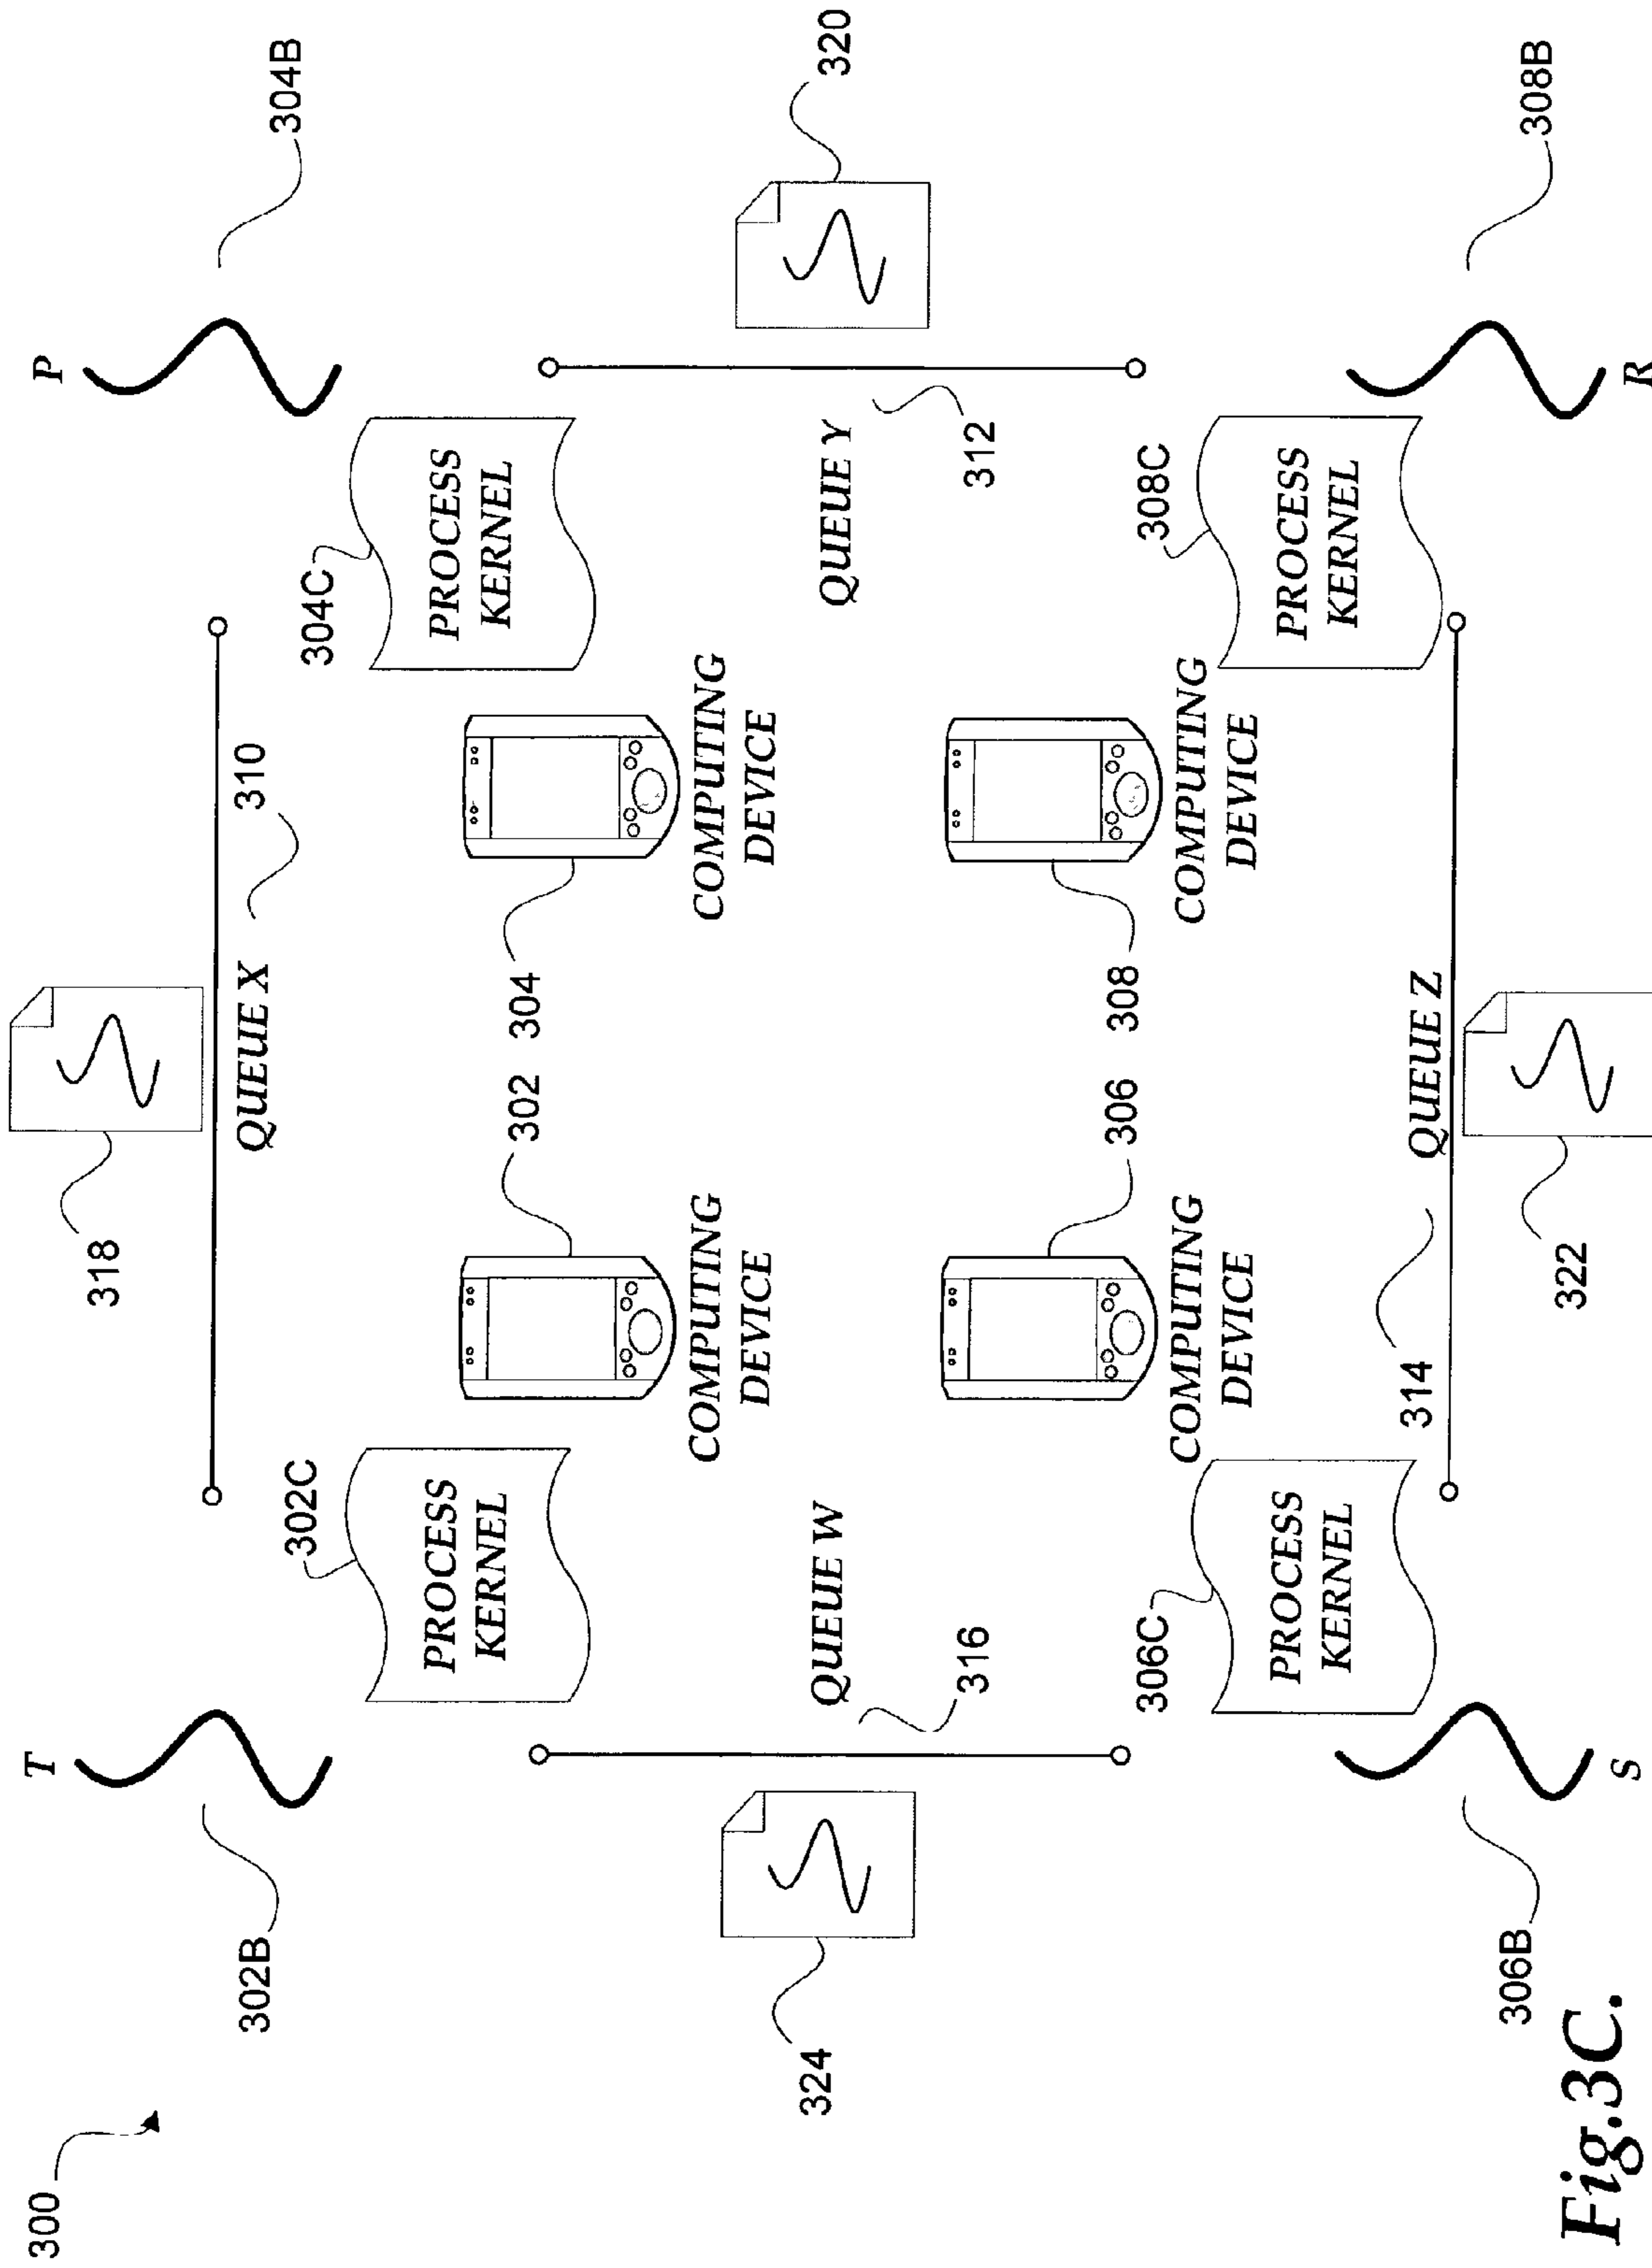 300
T
318
P
302B
QUEUE X
310
304B
302C
304C
PROCESS
KERNEL
PROCESS
KERNEL
302
304
COMPUTING
DEVICE
COMPUTING
DEVICE
324
QUEUE W
QUEUE Y
320
316
312
306
308
306C
308C
COMPUTING
DEVICE
COMPUTING
DEVICE
PROCESS
KERNEL
PROCESS
KERNEL
314
QUEUE Z
306B
308B
322
S
R
Fig.3C.